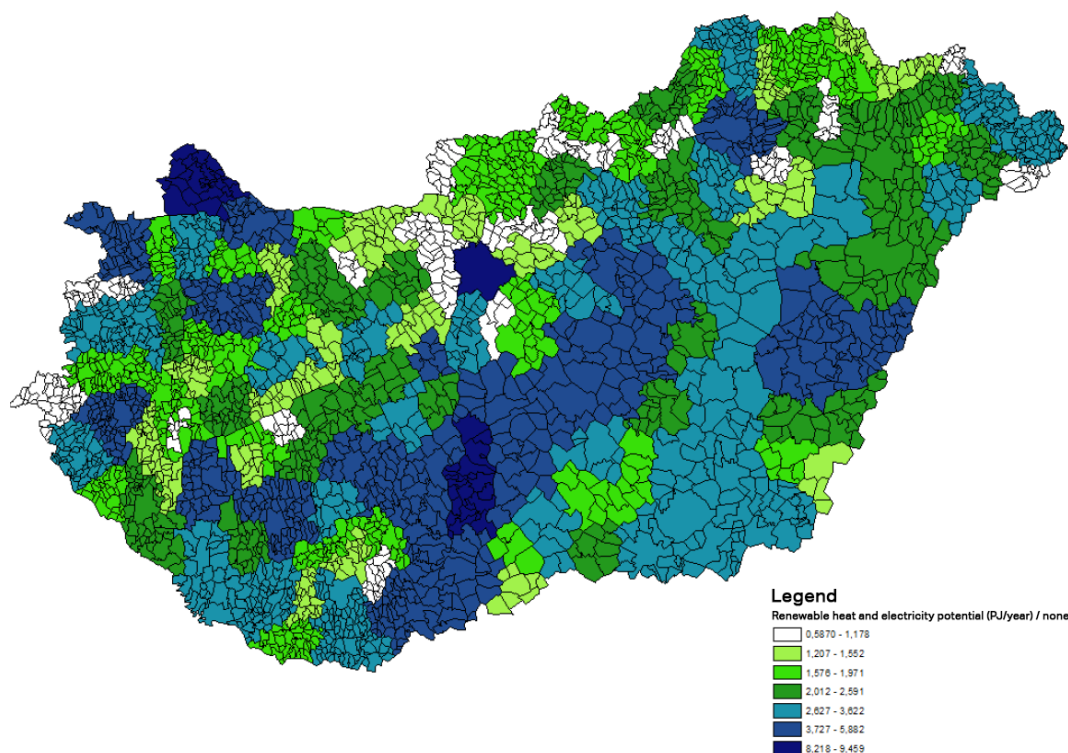 Legend
Renewable heat and electricity potential (PJ/year) / none
0,5870 - 1,178
1,207 - 1,552
1,576 - 1,971
2,012 - 2,591
2,627 - 3,622
3,727 - 5,882
8,218 - 9,459